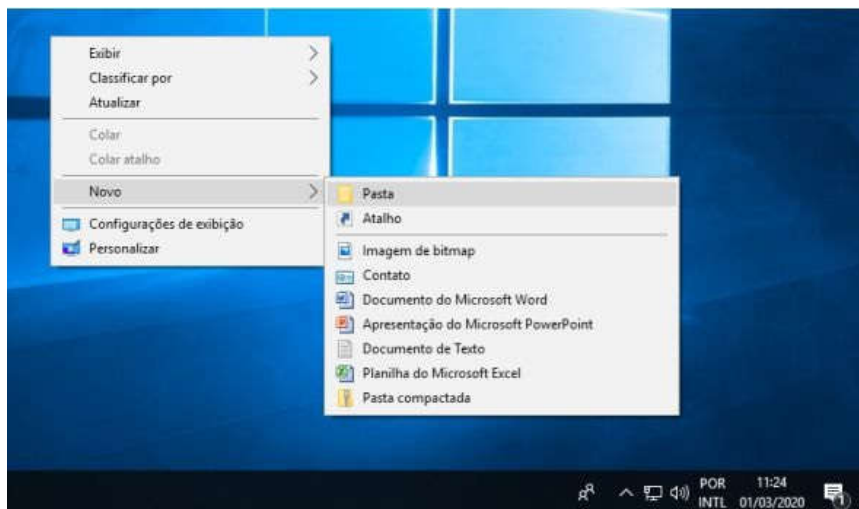 Exibir
Classificar por
Atualizar
Colar
Colar atalho
Novo
Configurações de exibição
Personalizar
Pasta
Atalho
Imagem de bitmap
Contato
Documento do Microsoft Word
Apresentação do Microsoft PowerPoint
Documento de Texto
Planilha do Microsoft Excel
Pasta compactada
POR 11:24
INTL 01/03/2020 1